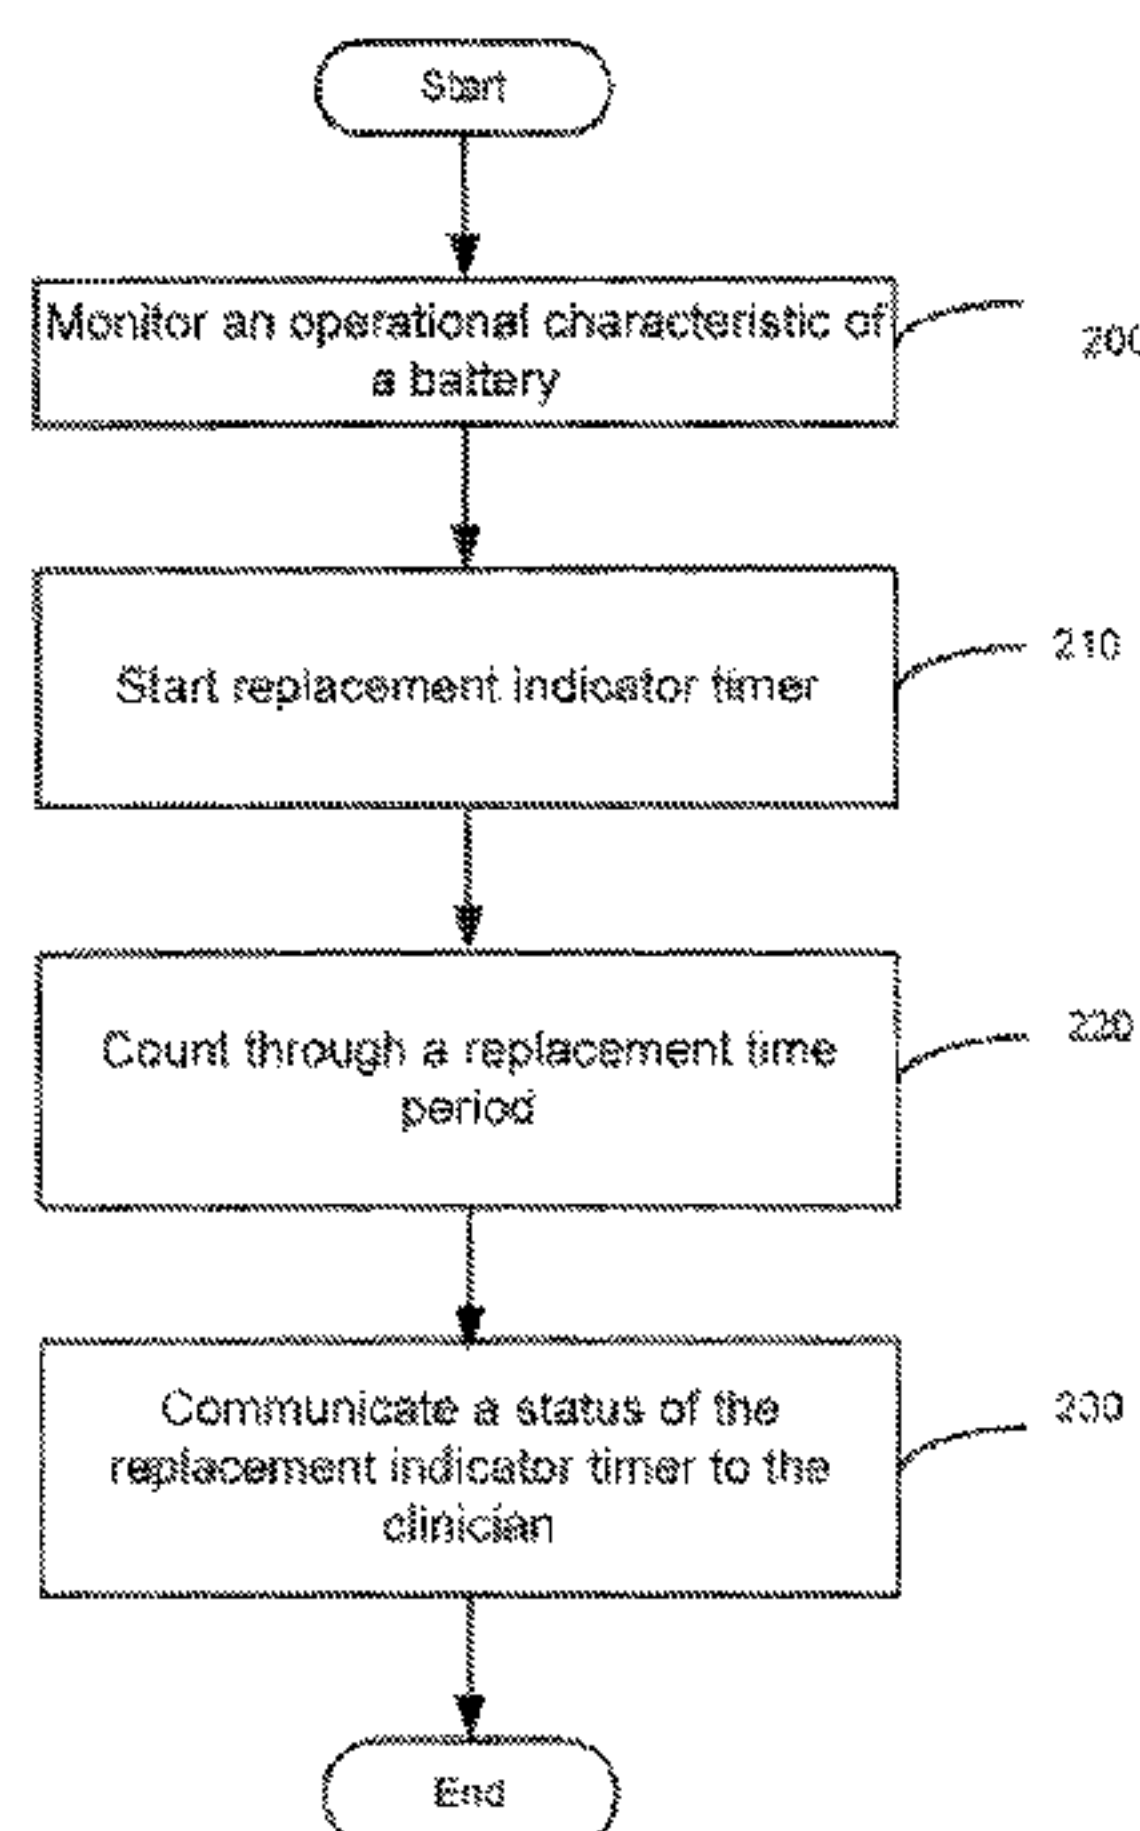 Start
Monitor an operational characteristic of
a battery
200
Start replacement indicator timer
210
Count through a replacement time
period
220
Communicate a status of the
replacement indicator timer to the
clinician
230
End